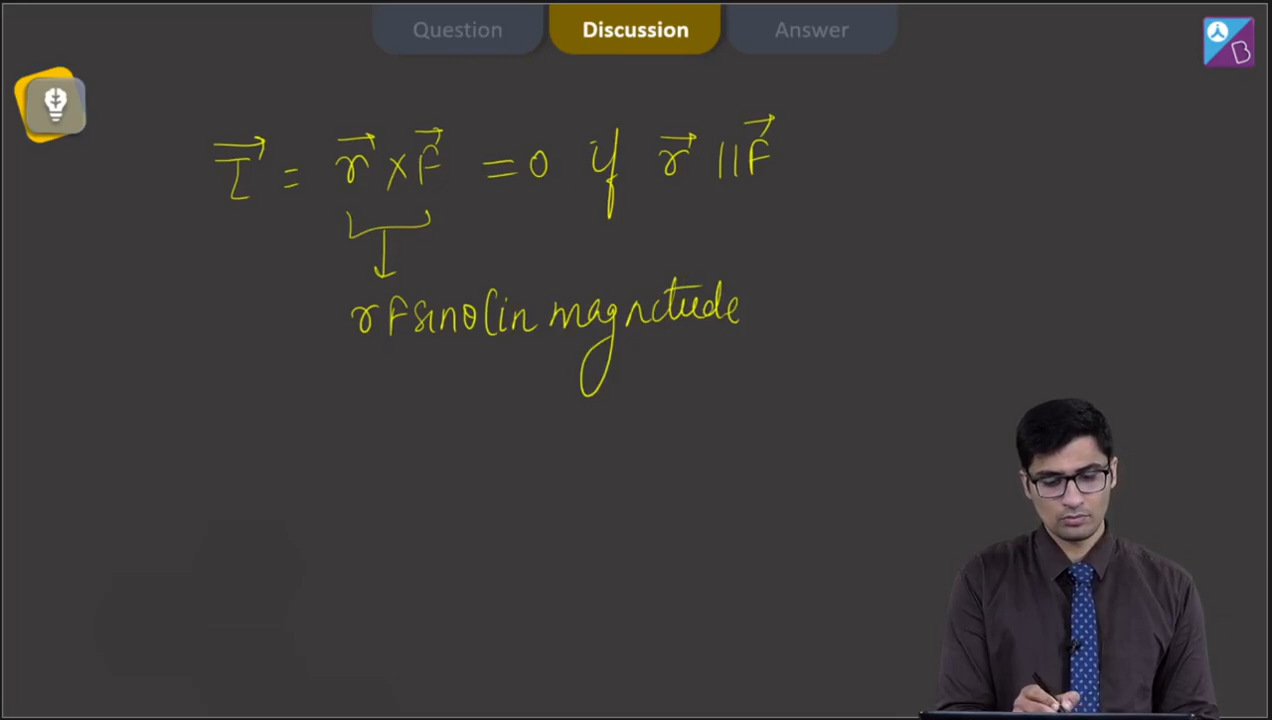 Question Discussion Answer
B
τ⃗ = r⃗ × F⃗ = 0 if r⃗ || F⃗
rFsinθ (in magnitude